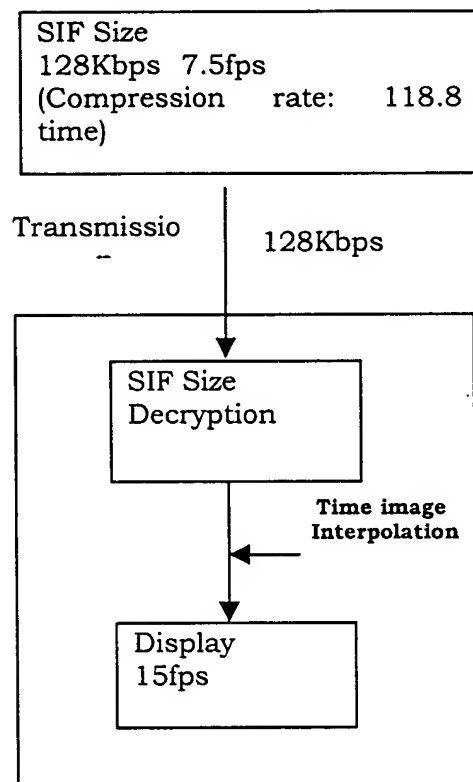 SIF Size
128Kbps 7.5fps
(Compression rate: 118.8
time)
Transmissio
128Kbps
SIF Size
Decryption
Time image
Interpolation
Display
15fps